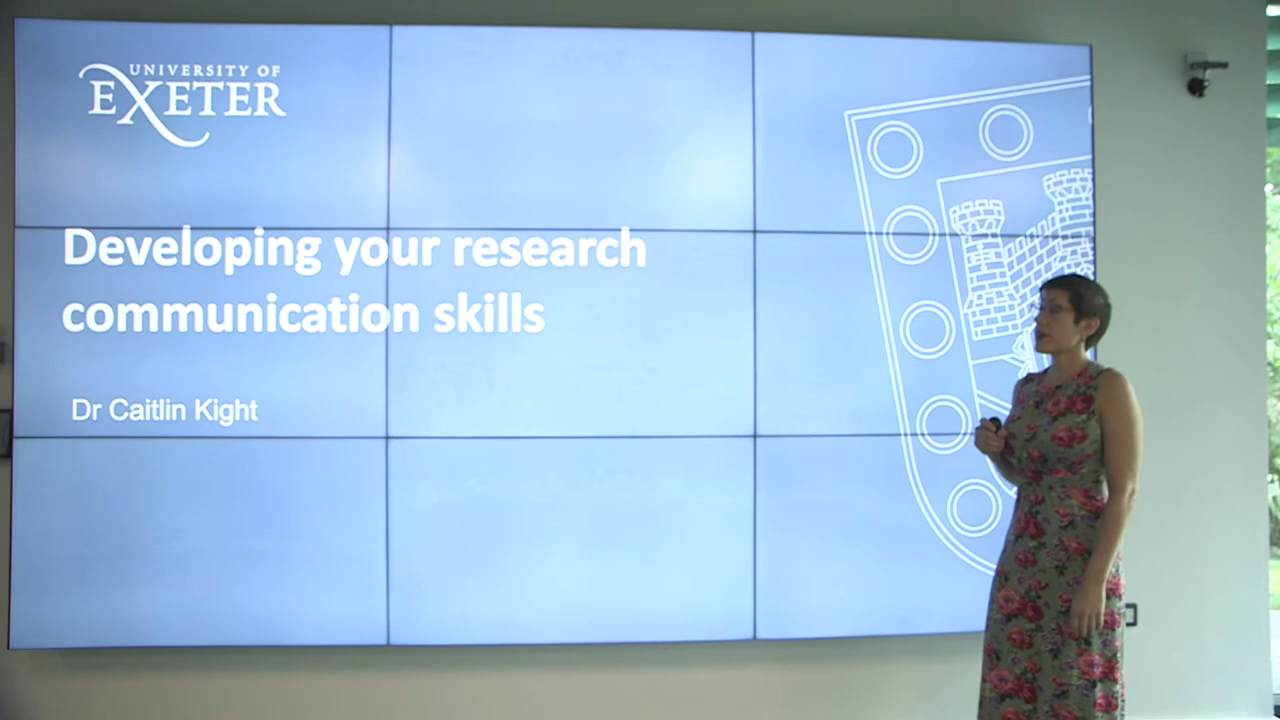 UNIVERSITY OF
EXETER
Developing your research
communication skills
Dr Caitlin Kight